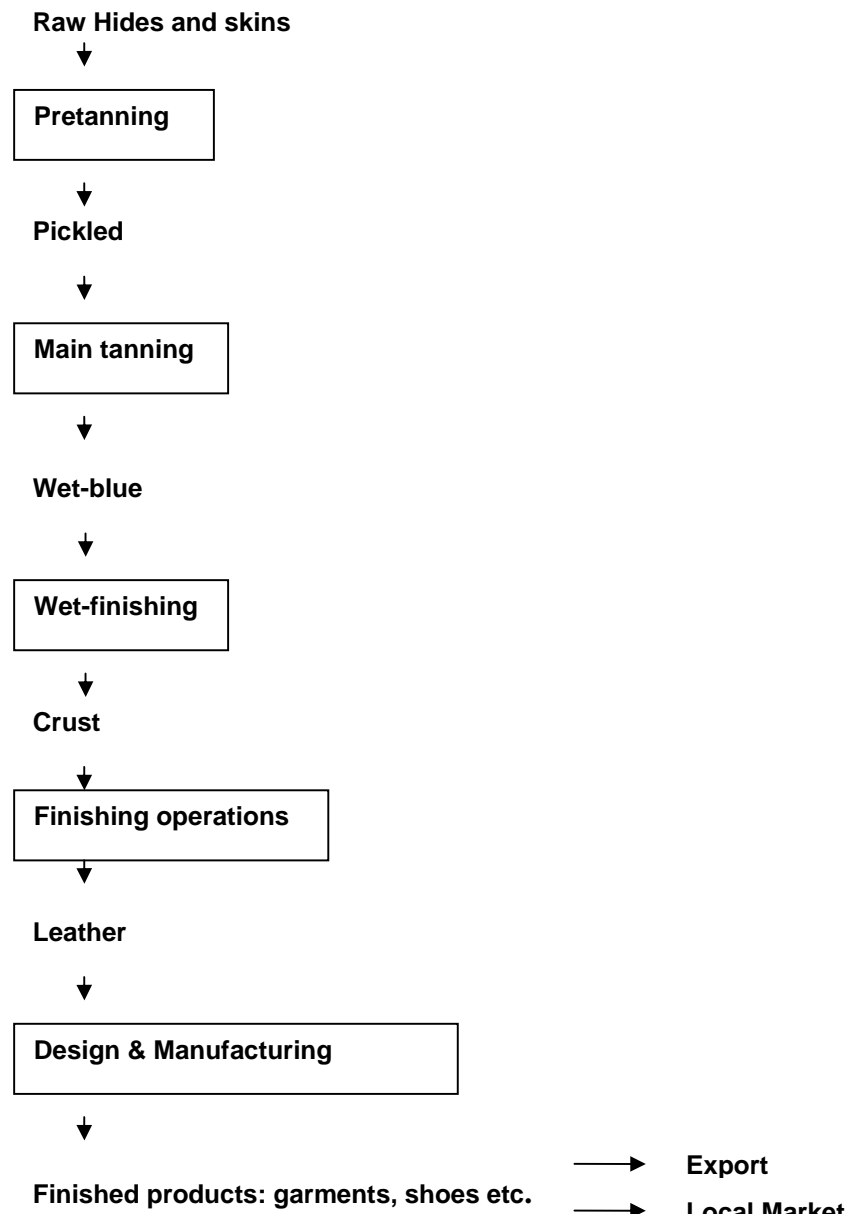 Raw Hides and skins
Pretanning
Pickled
Main tanning
Wet-blue
Wet-finishing
Crust
Finishing operations
Leather
Design & Manufacturing
Export
Finished products: garments, shoes etc.
Local Market